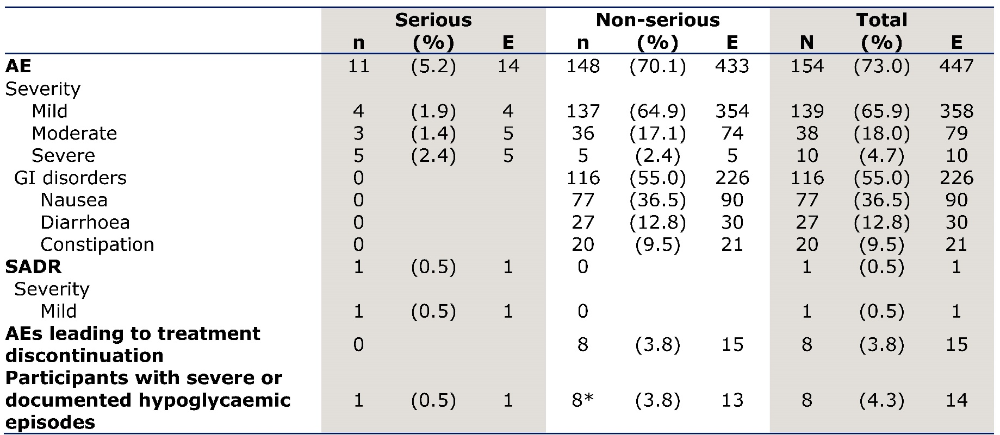 Serious Non-serious Total
n (%) E n (%) E N (%) E
AE 11 (5.2) 14 148 (70.1) 433 154 (73.0) 447
Severity
Mild 4 (1.9) 4 137 (64.9) 354 139 (65.9) 358
Moderate 3 (1.4) 5 36 (17.1) 74 38 (18.0) 79
Severe 5 (2.4) 5 5 (2.4) 5 10 (4.7) 10
GI disorders 0 116 (55.0) 226 116 (55.0) 226
Nausea 0 77 (36.5) 90 77 (36.5) 90
Diarrhoea 0 27 (12.8) 30 27 (12.8) 30
Constipation 0 20 (9.5) 21 20 (9.5) 21
SADR 1 (0.5) 1 0 1 (0.5) 1
Severity
Mild 1 (0.5) 1 0 1 (0.5) 1
AEs leading to treatment
discontinuation 0 8 (3.8) 15 8 (3.8) 15
Participants with severe or
documented hypoglycaemic 1 (0.5) 1 8* (3.8) 13 8 (4.3) 14
episodes